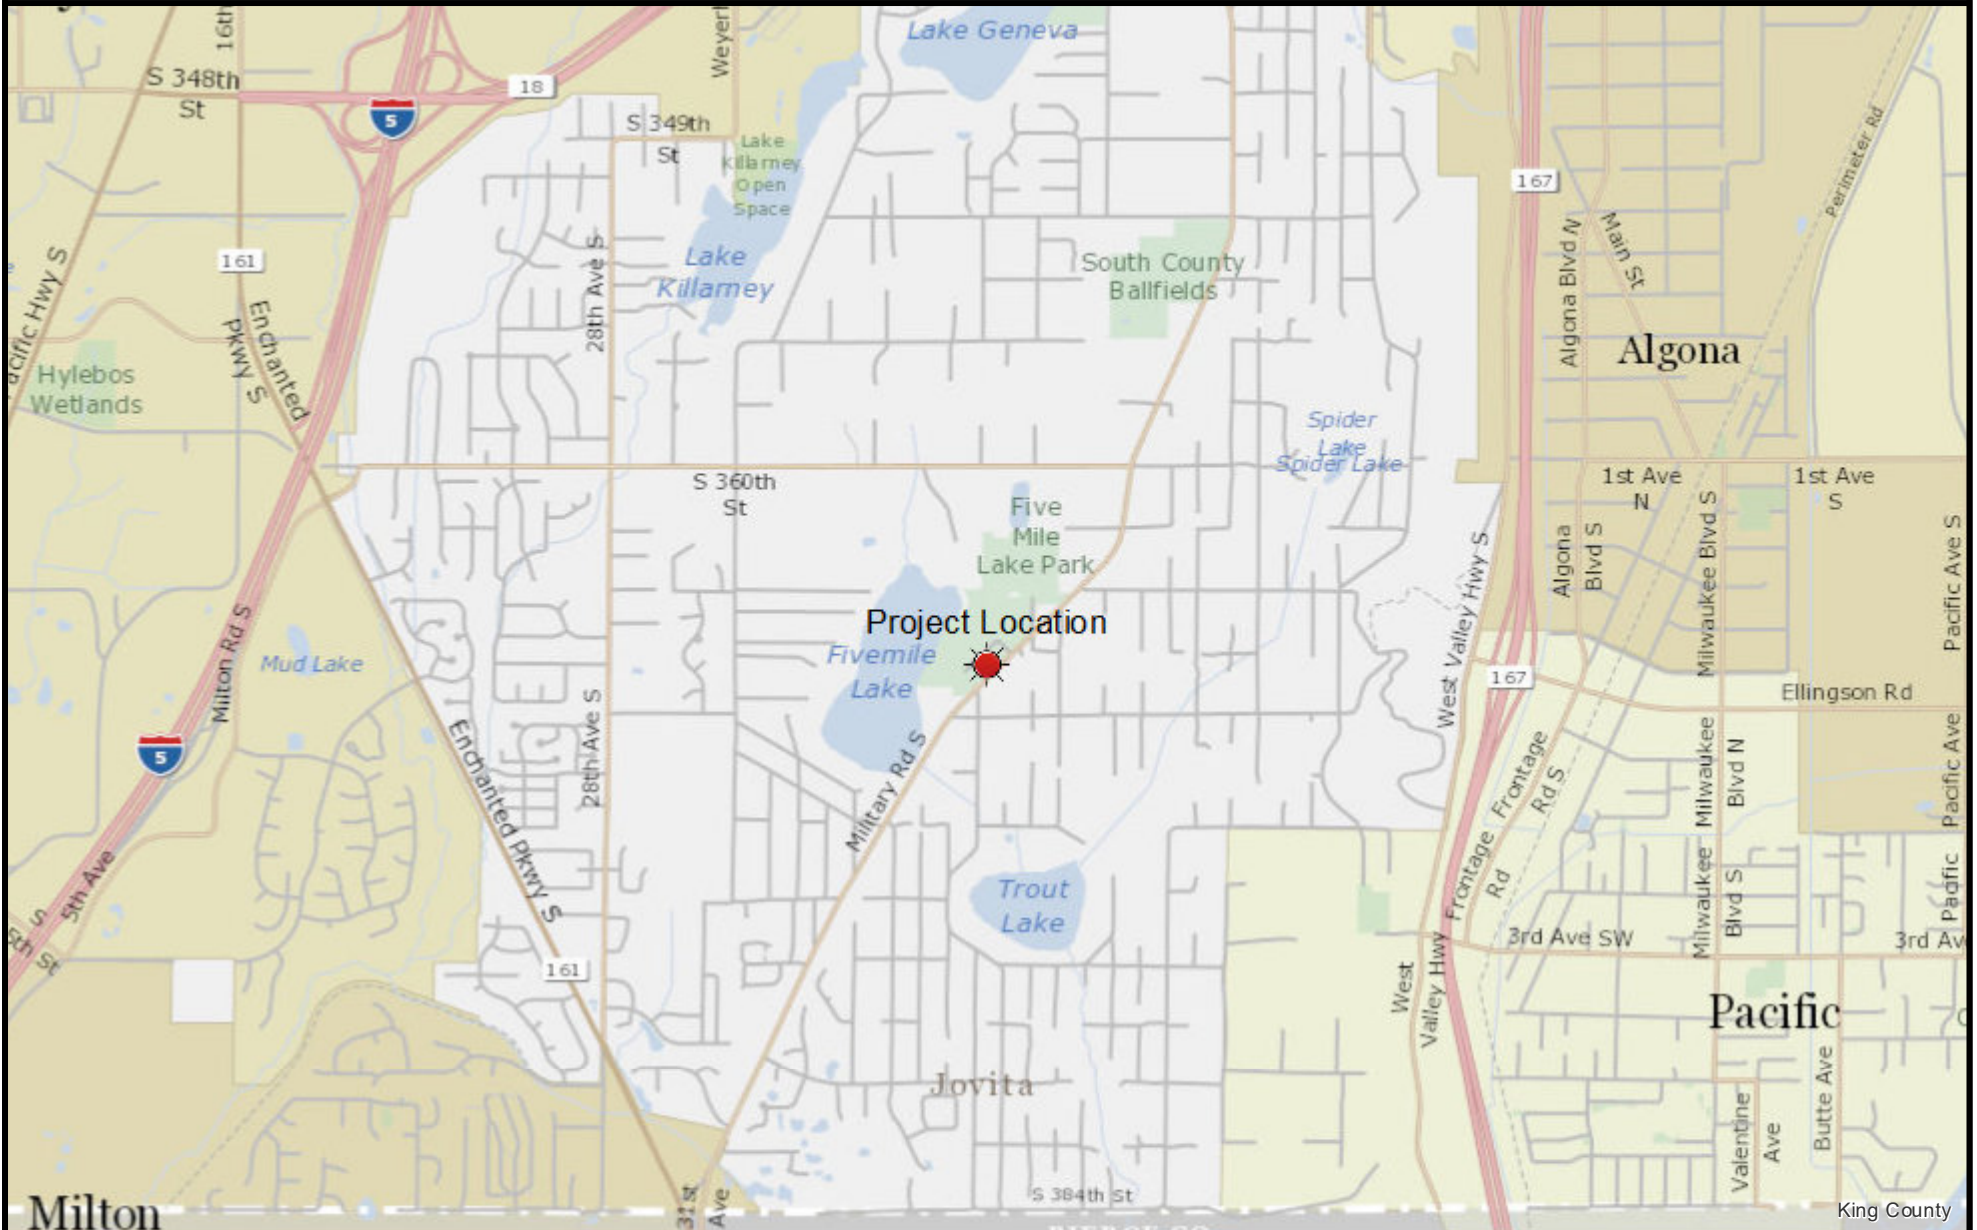 Lake Geneva
16th
Weyerh
S 348th
St
18
5
S 349th
St
Lake
Killarney
Open
Space
167
Perimeter Rd
161
Pacific Hwy S
28th Ave S
Lake
Killarney
South County
Ballfields
Algona Blvd N
Main St
Enchanted
Pkwy S
Algona
Hylebos
Wetlands
Spider
Lake
Spider Lake
S 360th
St
1st Ave
N
1st Ave
S
Five
Mile
Lake Park
Algona
Blvd S
Milwaukee Blvd S
Pacific Ave S
West Valley Hwy S
Project Location
Fivemile
Lake
Mud Lake
Milton Rd S
167
Ellingson Rd
5
Enchanted Pkwy S
28th Ave S
Military Rd S
Frontage
Rd S
Milwaukee
Blvd N
Pacific Ave
5th Ave
S
5th St
Trout
Lake
Frontage
Rd
Milwaukee
Blvd S
Pacific
3rd Ave SW
3rd Av
161
West
Valley Hwy
Pacific
Jovita
Valentine
Ave
Butte Ave
31st
Ave
S 384th St
Milton
King County
PIERCE CO